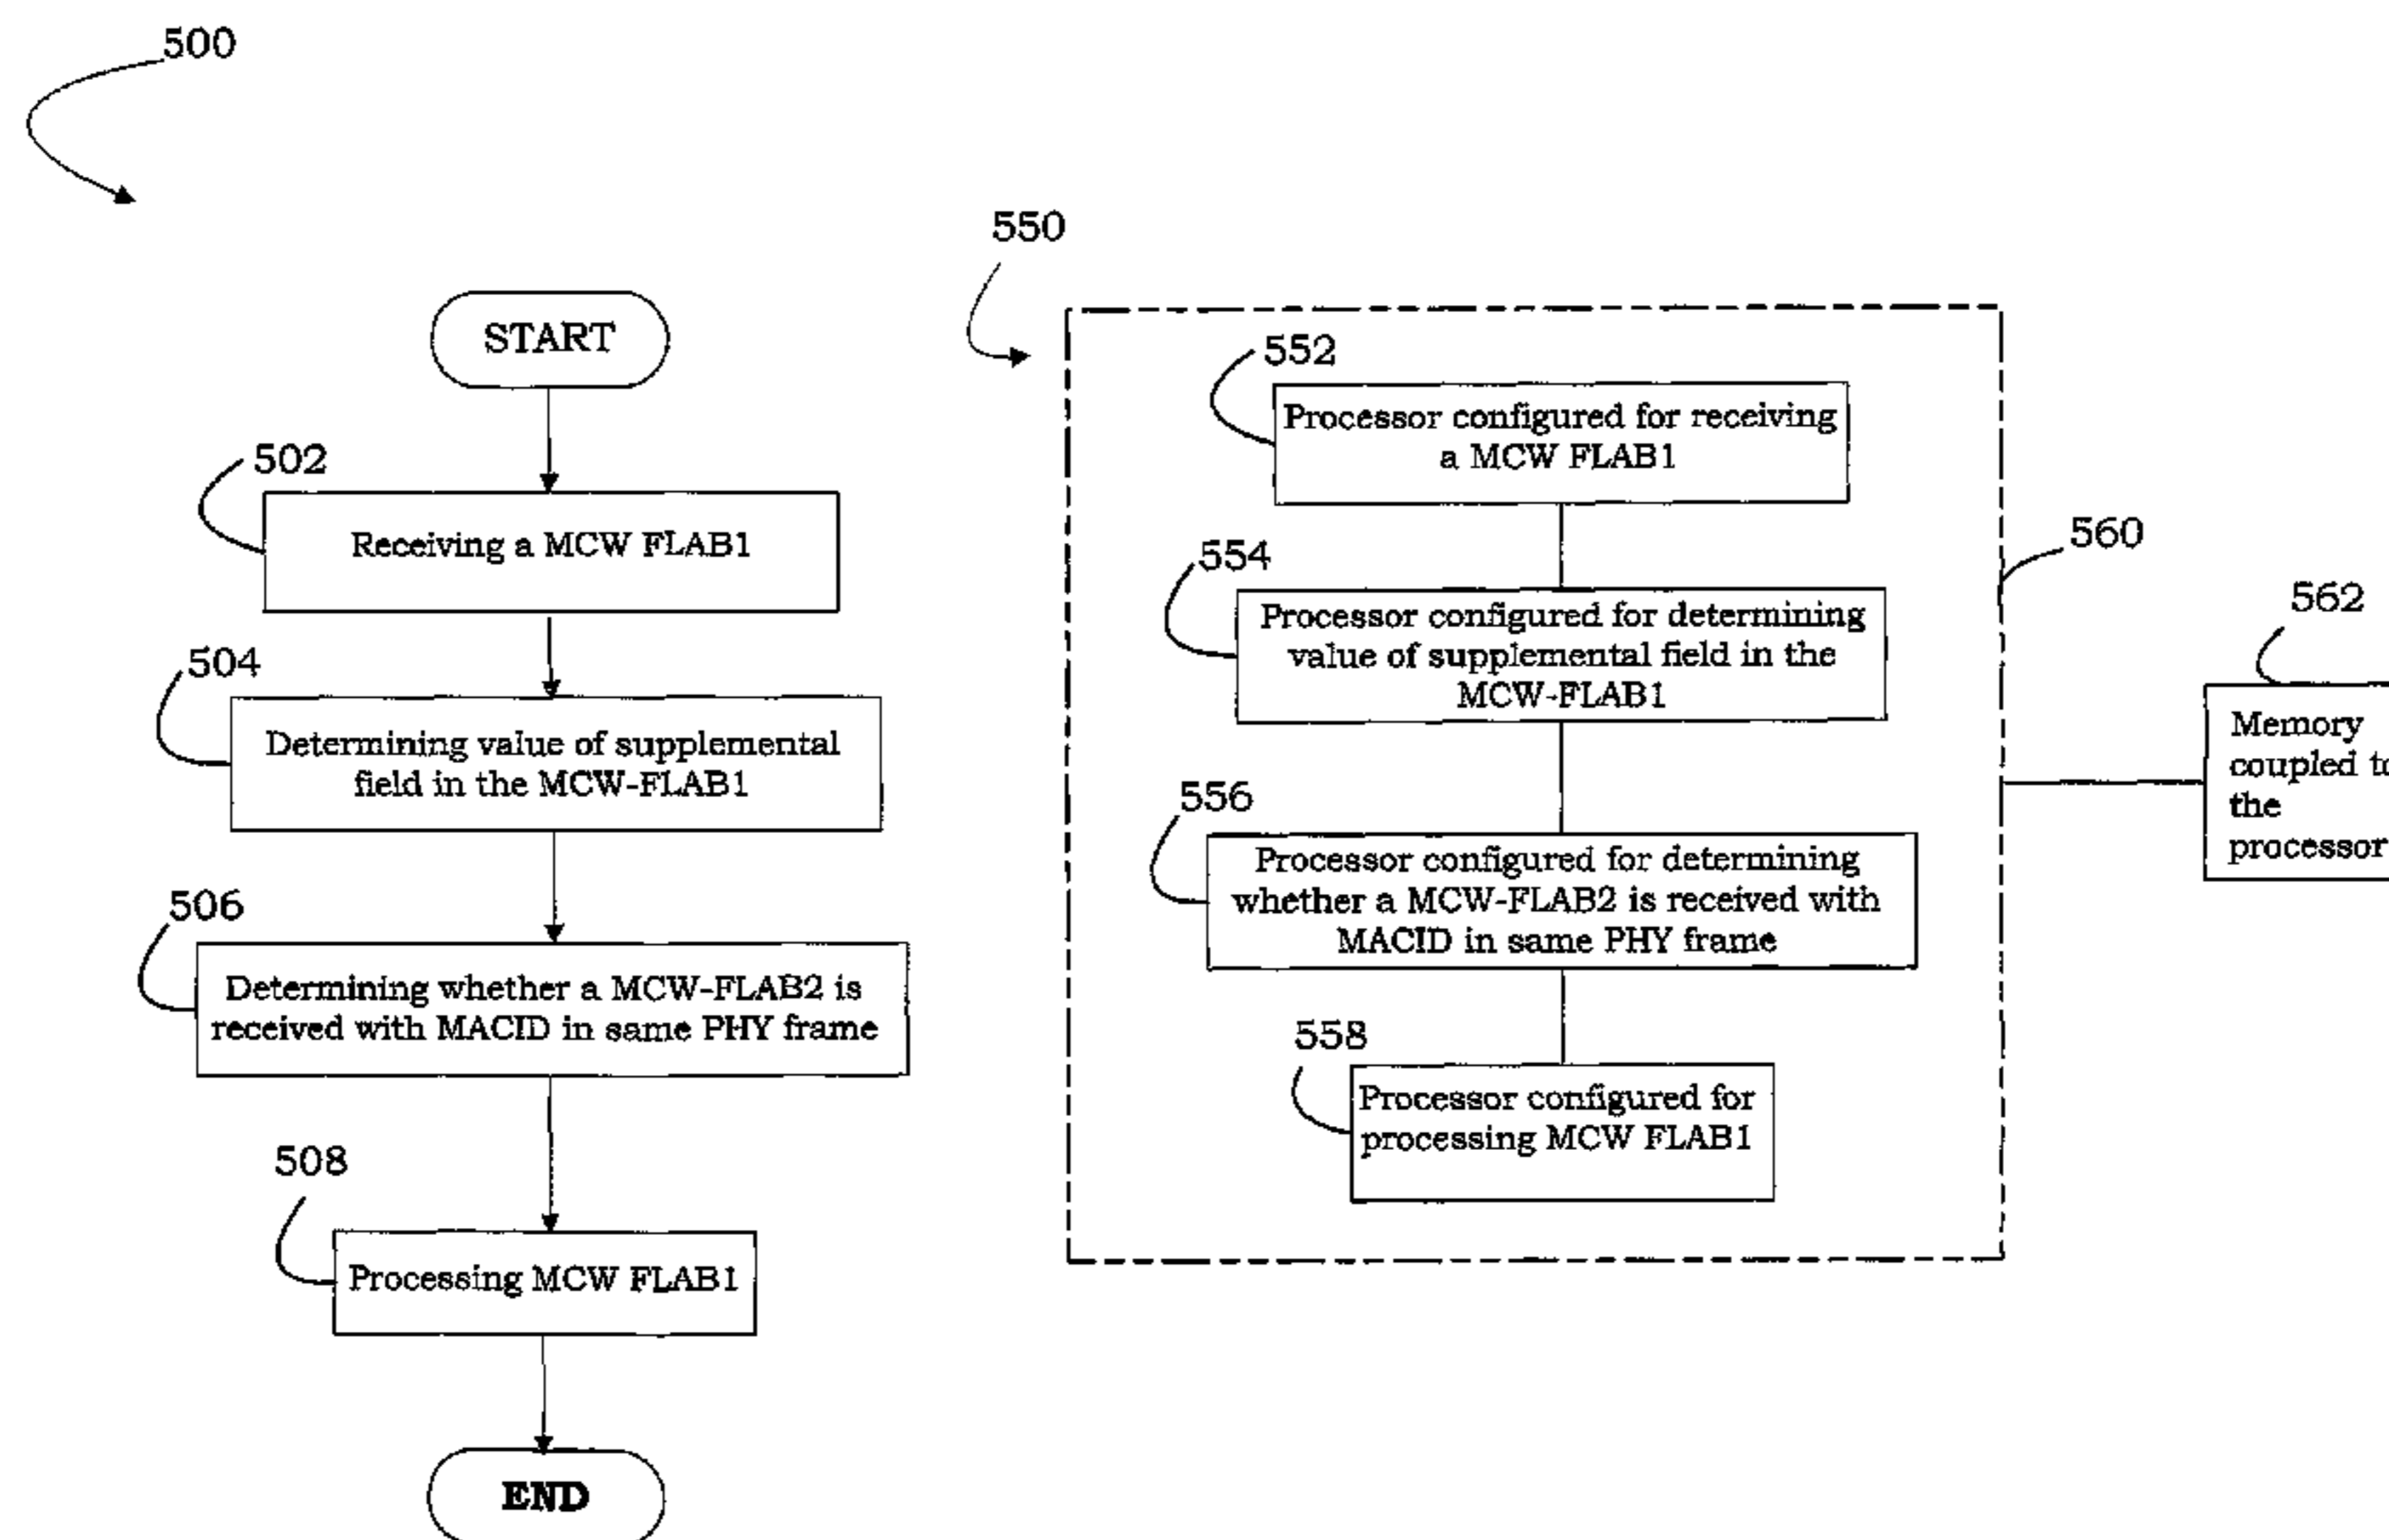 500
START
502
Receiving a MCW FLAB1
504
Determining value of supplemental
field in the MCW-FLAB1
506
Determining whether a MCW-FLAB2 is
received with MACID in same PHY frame
508
Processing MCW FLAB1
END
550
552
Processor configured for receiving
a MCW FLAB1
554
Processor configured for determining
value of supplemental field in the
MCW-FLAB1
556
Processor configured for determining
whether a MCW-FLAB2 is received with
MACID in same PHY frame
558
Processor configured for
processing MCW FLAB1
560
562
Memory
coupled to
the
processor